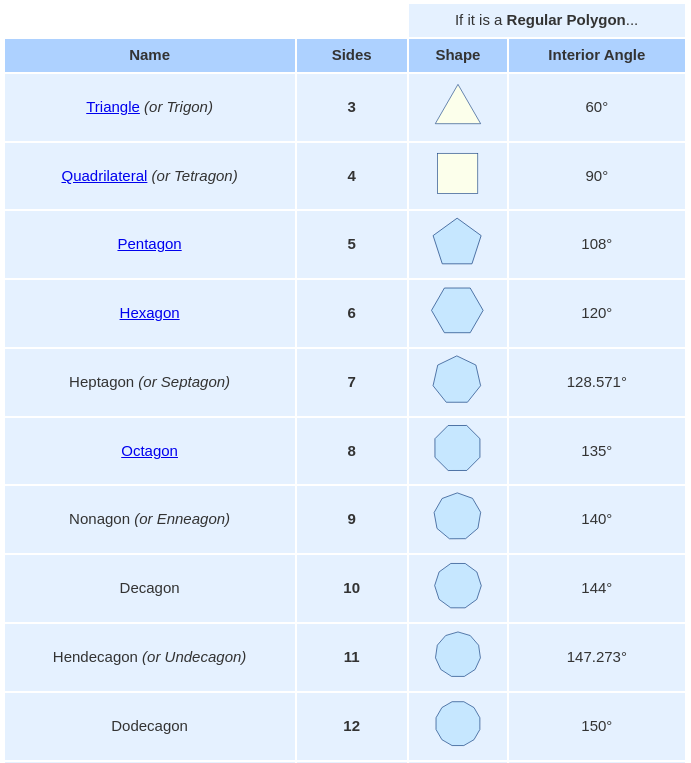 If it is a Regular Polygon...
Name Sides Shape Interior Angle
Triangle (or Trigon) 3 60°
Quadrilateral (or Tetragon) 4 90°
Pentagon 5 108°
Hexagon 6 120°
Heptagon (or Septagon) 7 128.571°
Octagon 8 135°
Nonagon (or Enneagon) 9 140°
Decagon 10 144°
Hendecagon (or Undecagon) 11 147.273°
Dodecagon 12 150°